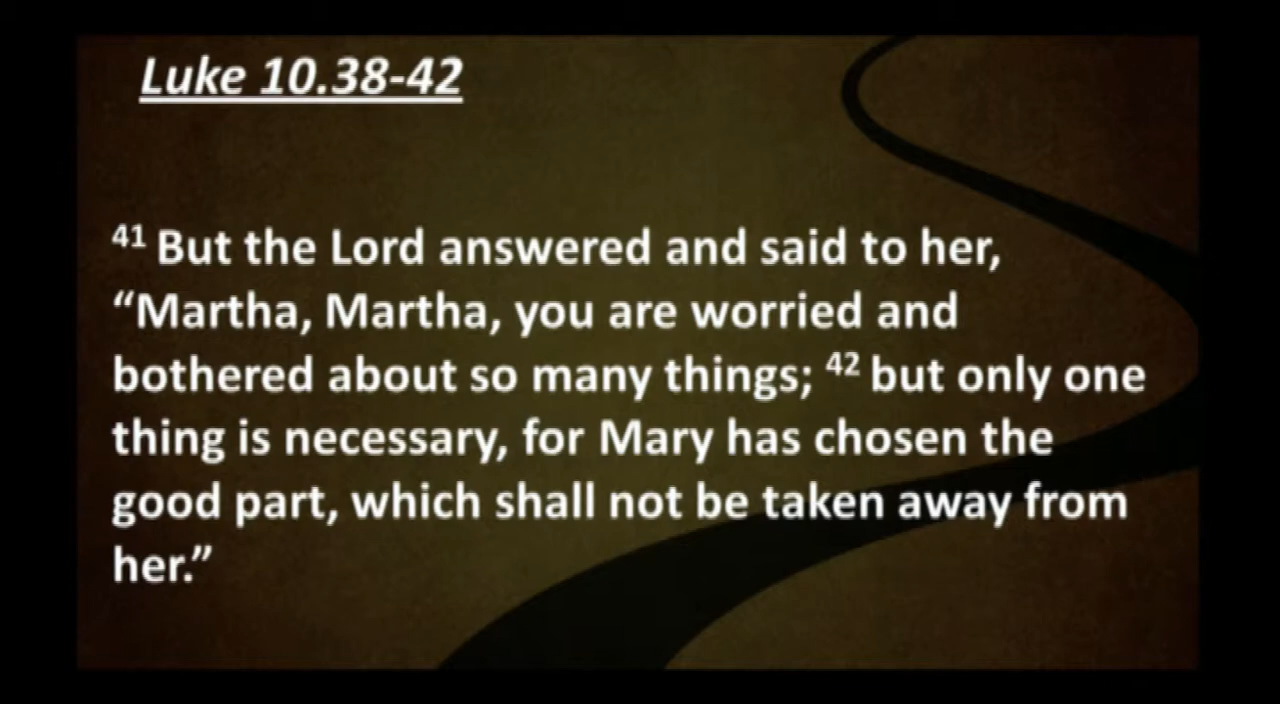 Luke 10.38-42
41 But the Lord answered and said to her,
“Martha, Martha, you are worried and
bothered about so many things; 42 but only one
thing is necessary, for Mary has chosen the
good part, which shall not be taken away from
her.”